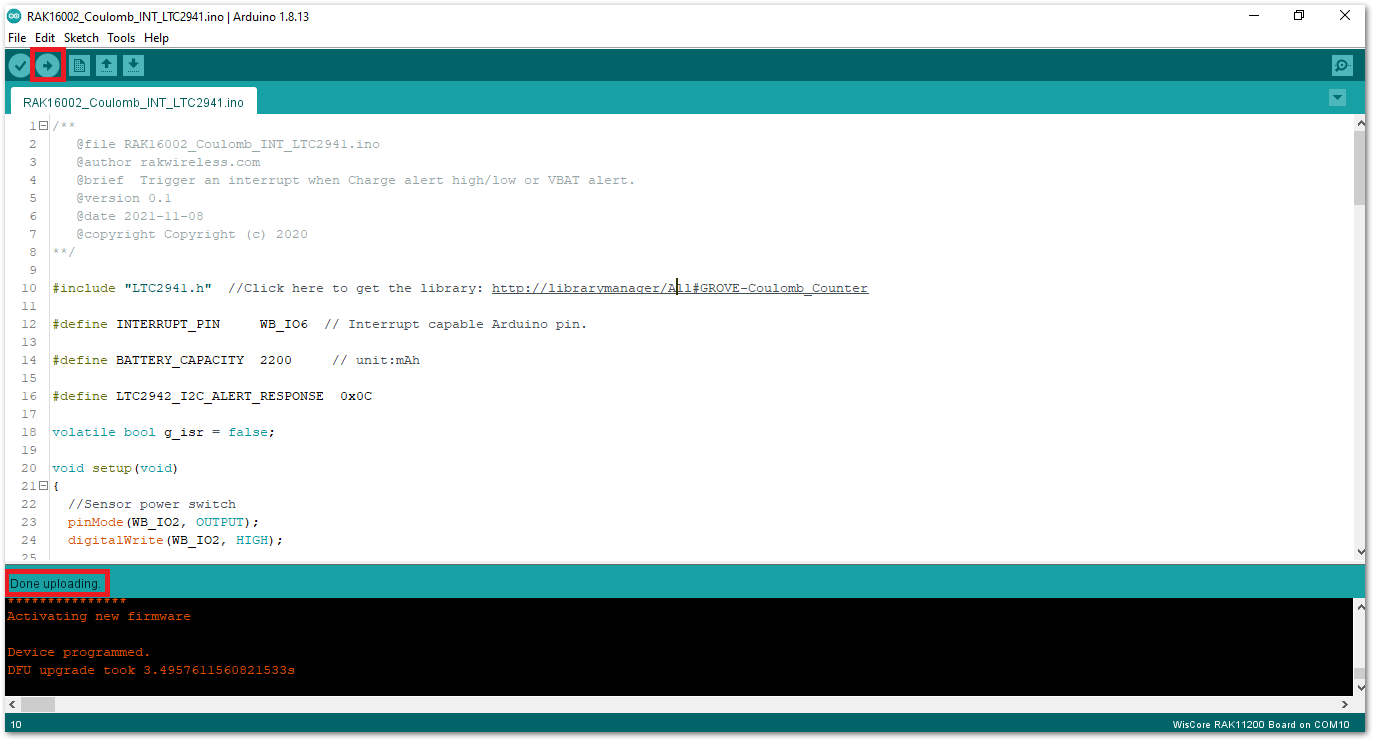 RAK16002_Coulomb_INT_LTC2941.ino | Arduino 1.8.13
File Edit Sketch Tools Help
RAK16002_Coulomb_INT_LTC2941.ino
1 /**
2 @file RAK16002_Coulomb_INT_LTC2941.ino
3 @author rakwireless.com
4 @brief  Trigger an interrupt when Charge alert high/low or VBAT alert.
5 @version 0.1
6 @date 2021-11-08
7 @copyright Copyright (c) 2020
8 **/
9
10 #include "LTC2941.h"  //Click here to get the library: http://librarymanager/All#GROVE-Coulomb_Counter
11
12 #define INTERRUPT_PIN     WB_IO6  // Interrupt capable Arduino pin.
13
14 #define BATTERY_CAPACITY  2200     // unit:mAh
15
16 #define LTC2942_I2C_ALERT_RESPONSE  0x0C
17
18 volatile bool g_isr = false;
19
20 void setup(void)
21 {
22   //Sensor power switch
23   pinMode(WB_IO2, OUTPUT);
24   digitalWrite(WB_IO2, HIGH);
25
Done uploading.
***************
Activating new firmware
Device programmed.
DFU upgrade took 3.4957611560821533s
10 WisCore RAK11200 Board on COM10